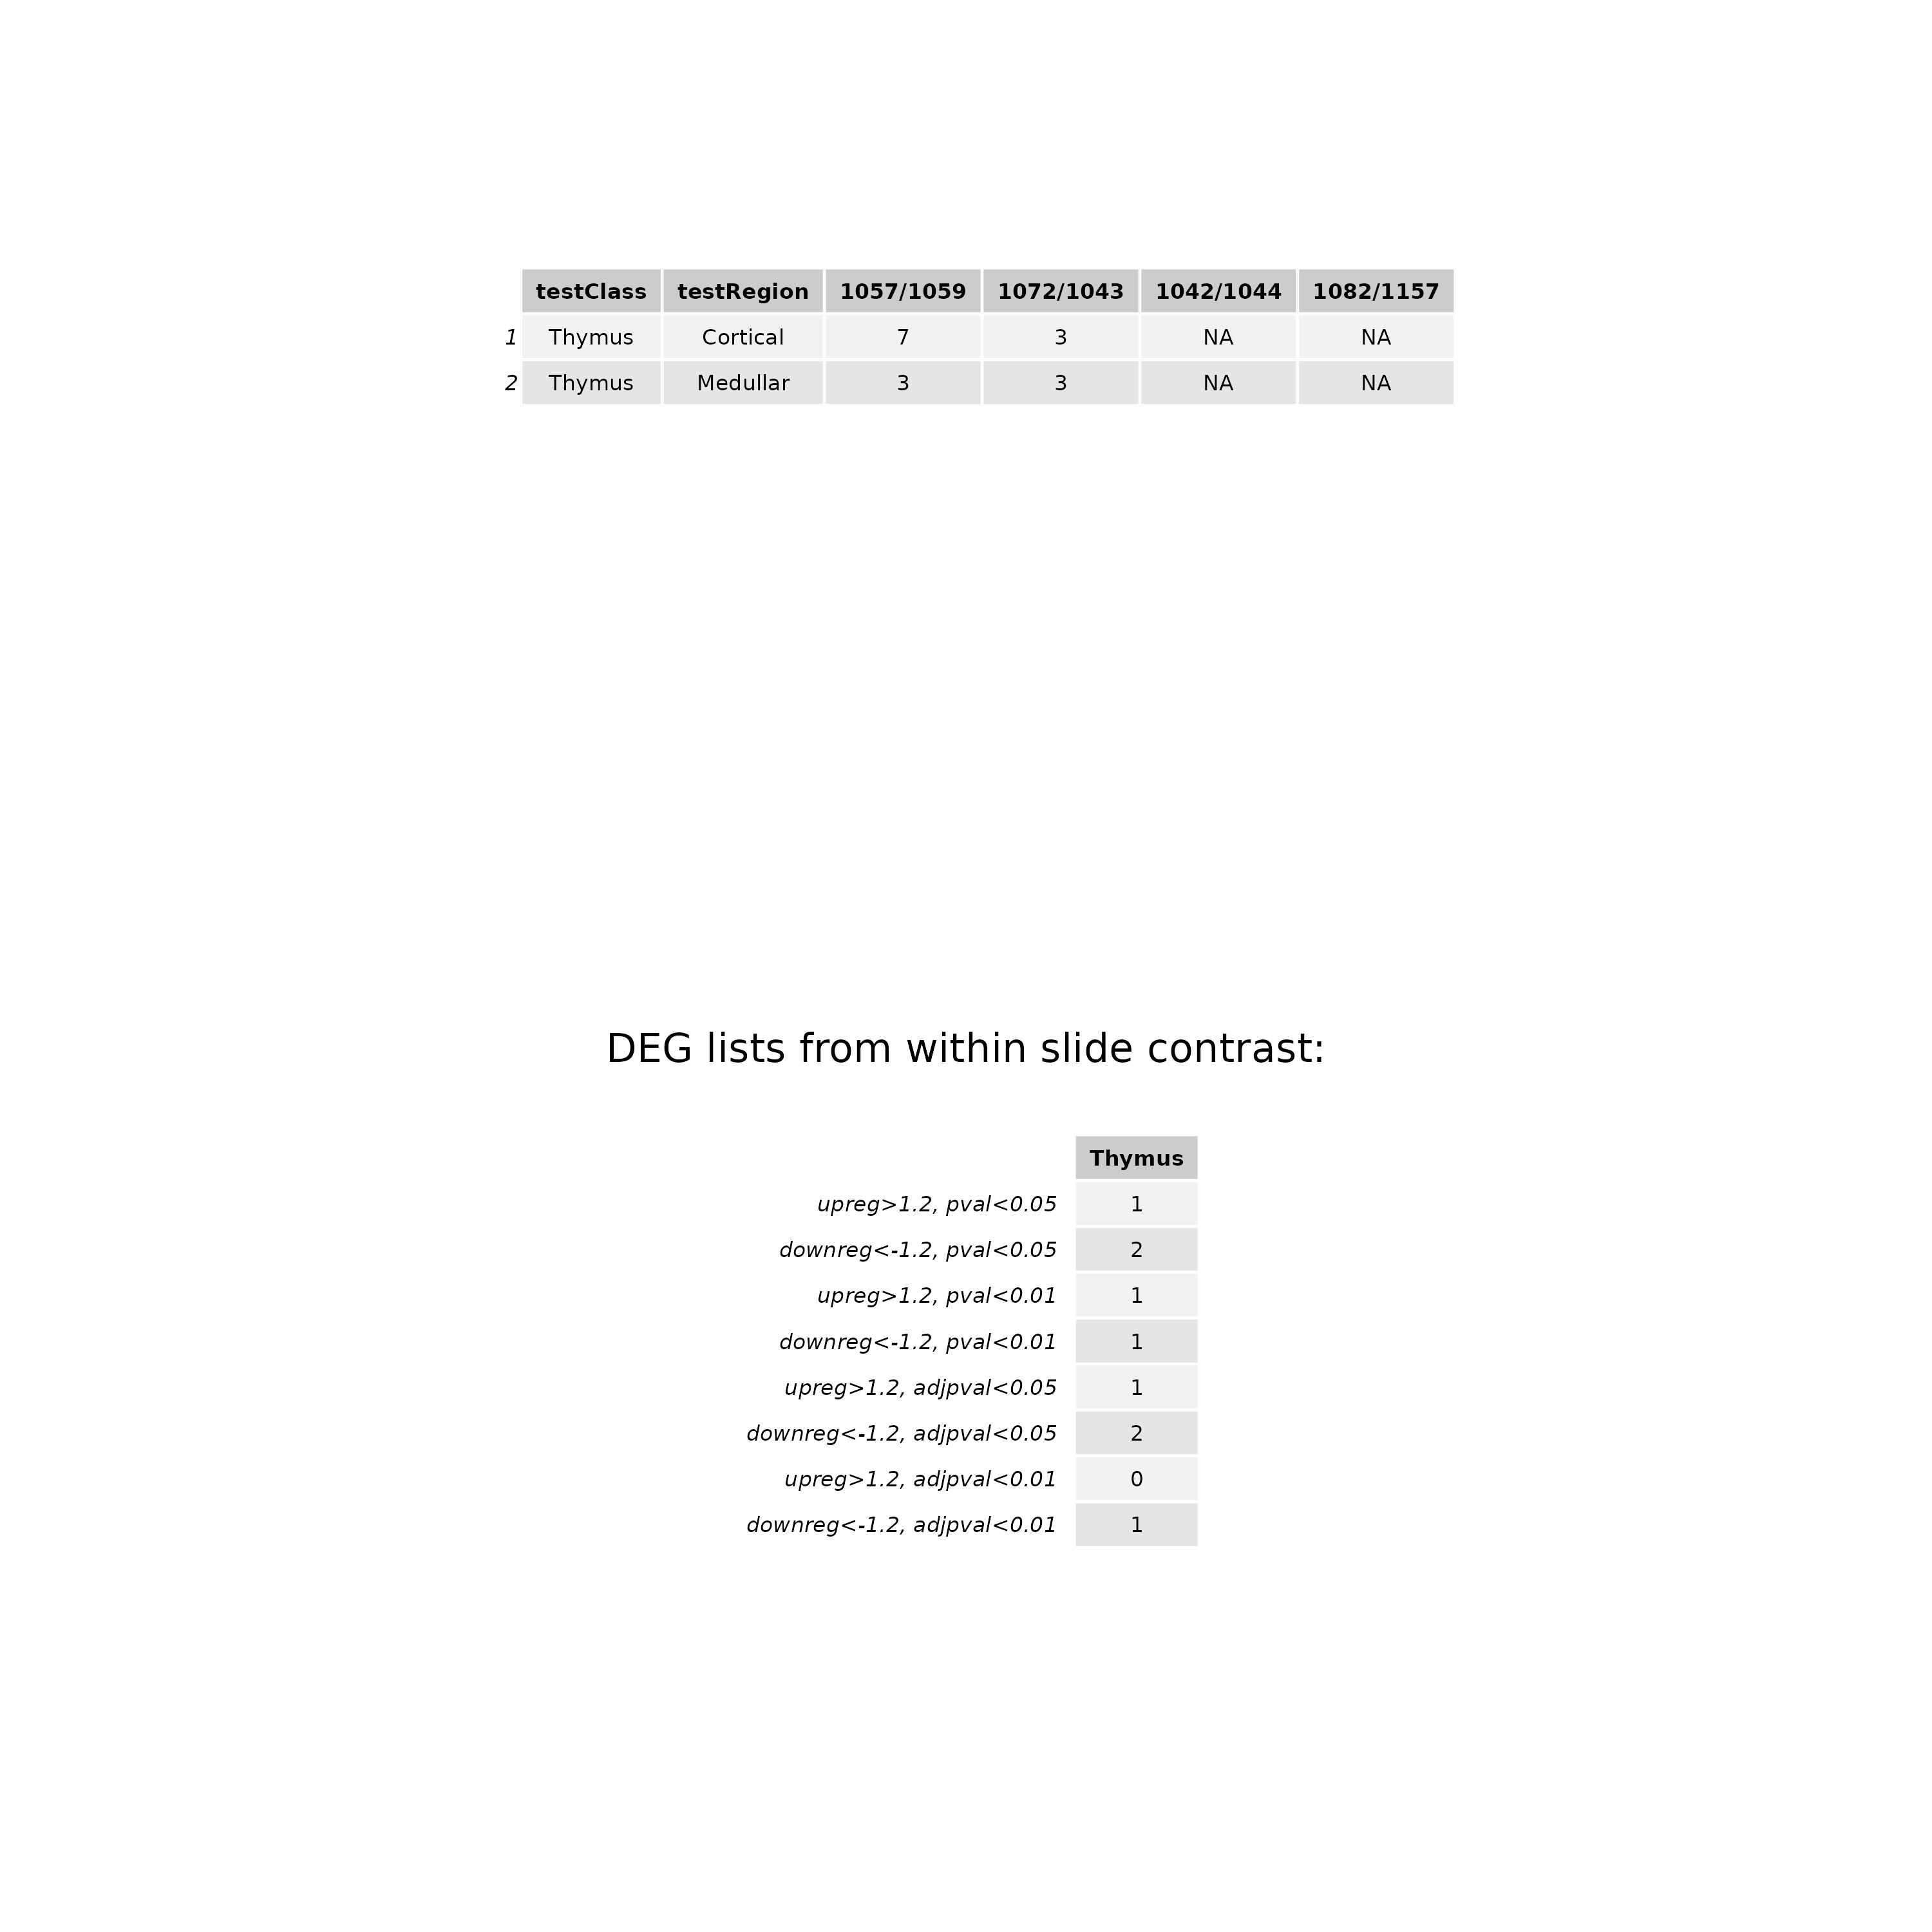 testClass testRegion 1057/1059 1072/1043 1042/1044 1082/1157
1 Thymus Cortical 7 3 NA NA
2 Thymus Medullar 3 3 NA NA
DEG lists from within slide contrast:
Thymus
upreg>1.2, pval<0.05 1
downreg<-1.2, pval<0.05 2
upreg>1.2, pval<0.01 1
downreg<-1.2, pval<0.01 1
upreg>1.2, adjpval<0.05 1
downreg<-1.2, adjpval<0.05 2
upreg>1.2, adjpval<0.01 0
downreg<-1.2, adjpval<0.01 1